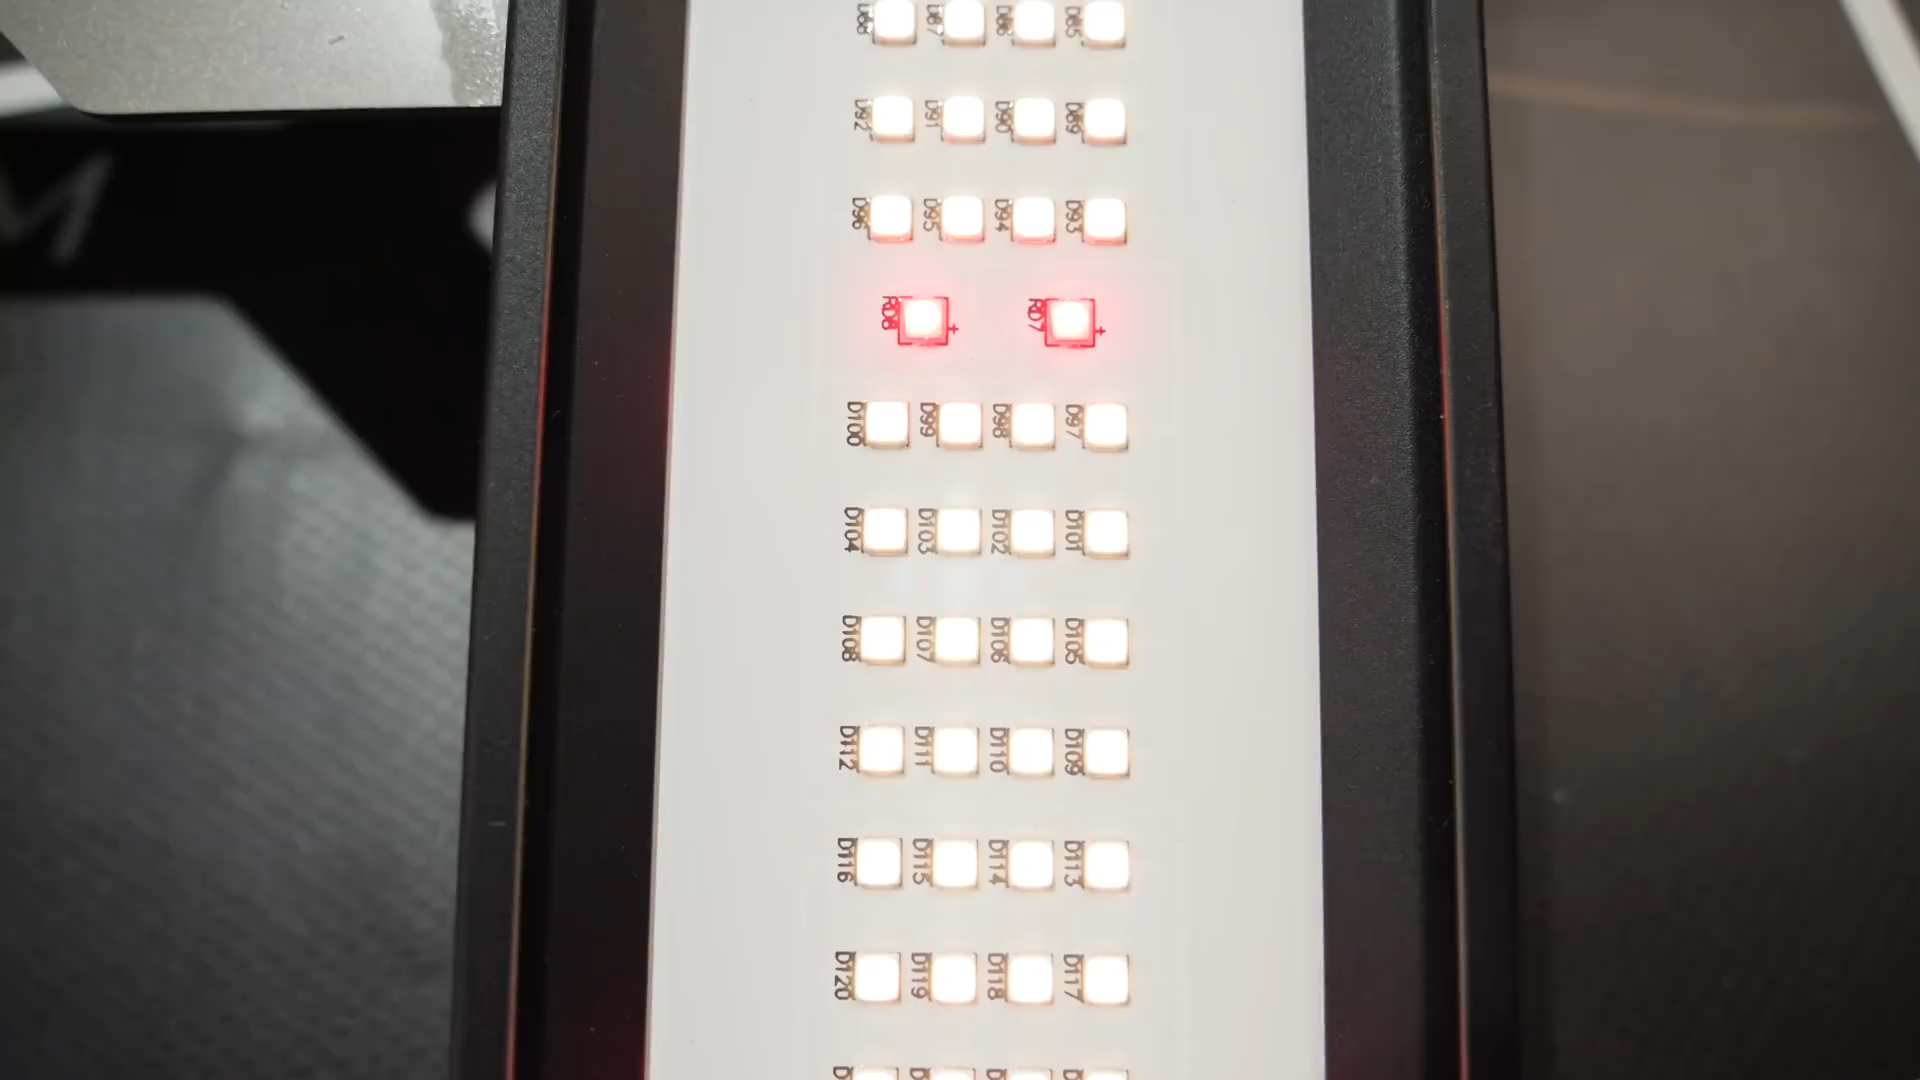 D88 D87 D86 D85
D92 D91 D90 D89
D96 D95 D94 D93
RD8 + RD7 +
D100 D99 D98 D97
D104 D103 D102 D101
D108 D107 D106 D105
D112 D111 D110 D109
D116 D115 D114 D113
D120 D119 D118 D117
M